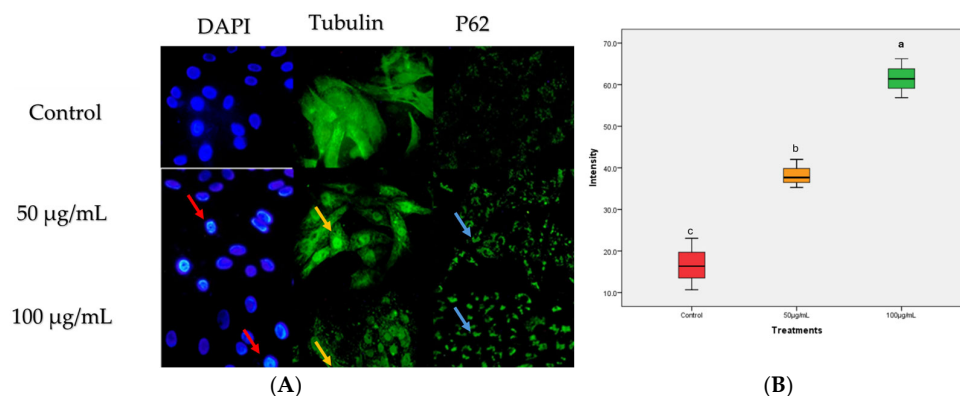 DAPI Tubulin P62
Control
50 µg/mL
100 µg/mL
(A)
70.0
60.0
50.0
40.0
30.0
20.0
10.0
Intensity
a
b
c
Control 50µg/mL 100µg/mL
Treatments
(B)